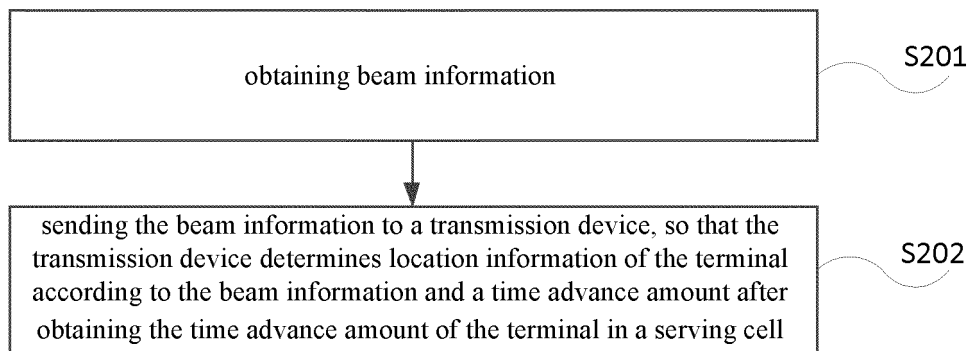 obtaining beam information
S201
sending the beam information to a transmission device, so that the
transmission device determines location information of the terminal
according to the beam information and a time advance amount after
obtaining the time advance amount of the terminal in a serving cell
S202